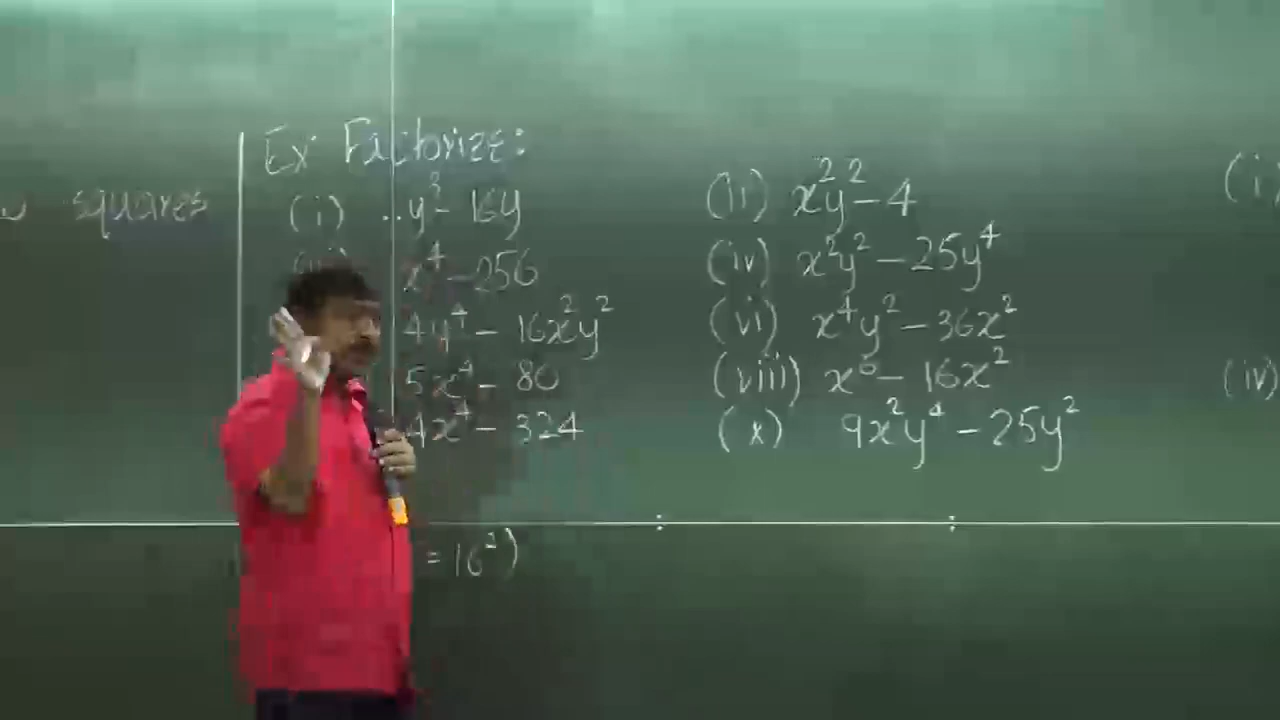 squares
Ex: Factorize:
(i) y³ - 16y
(ii) x²y² - 4
x⁴ - 256
(iv) x²y² - 25y⁴
4y⁴ - 16x²y²
(vi) x⁴y² - 36x²
5x⁴ - 80
(viii) x⁶ - 16x²
4x⁴ - 324
(x) 9x²y⁴ - 25y²
(iv)
= 16²)